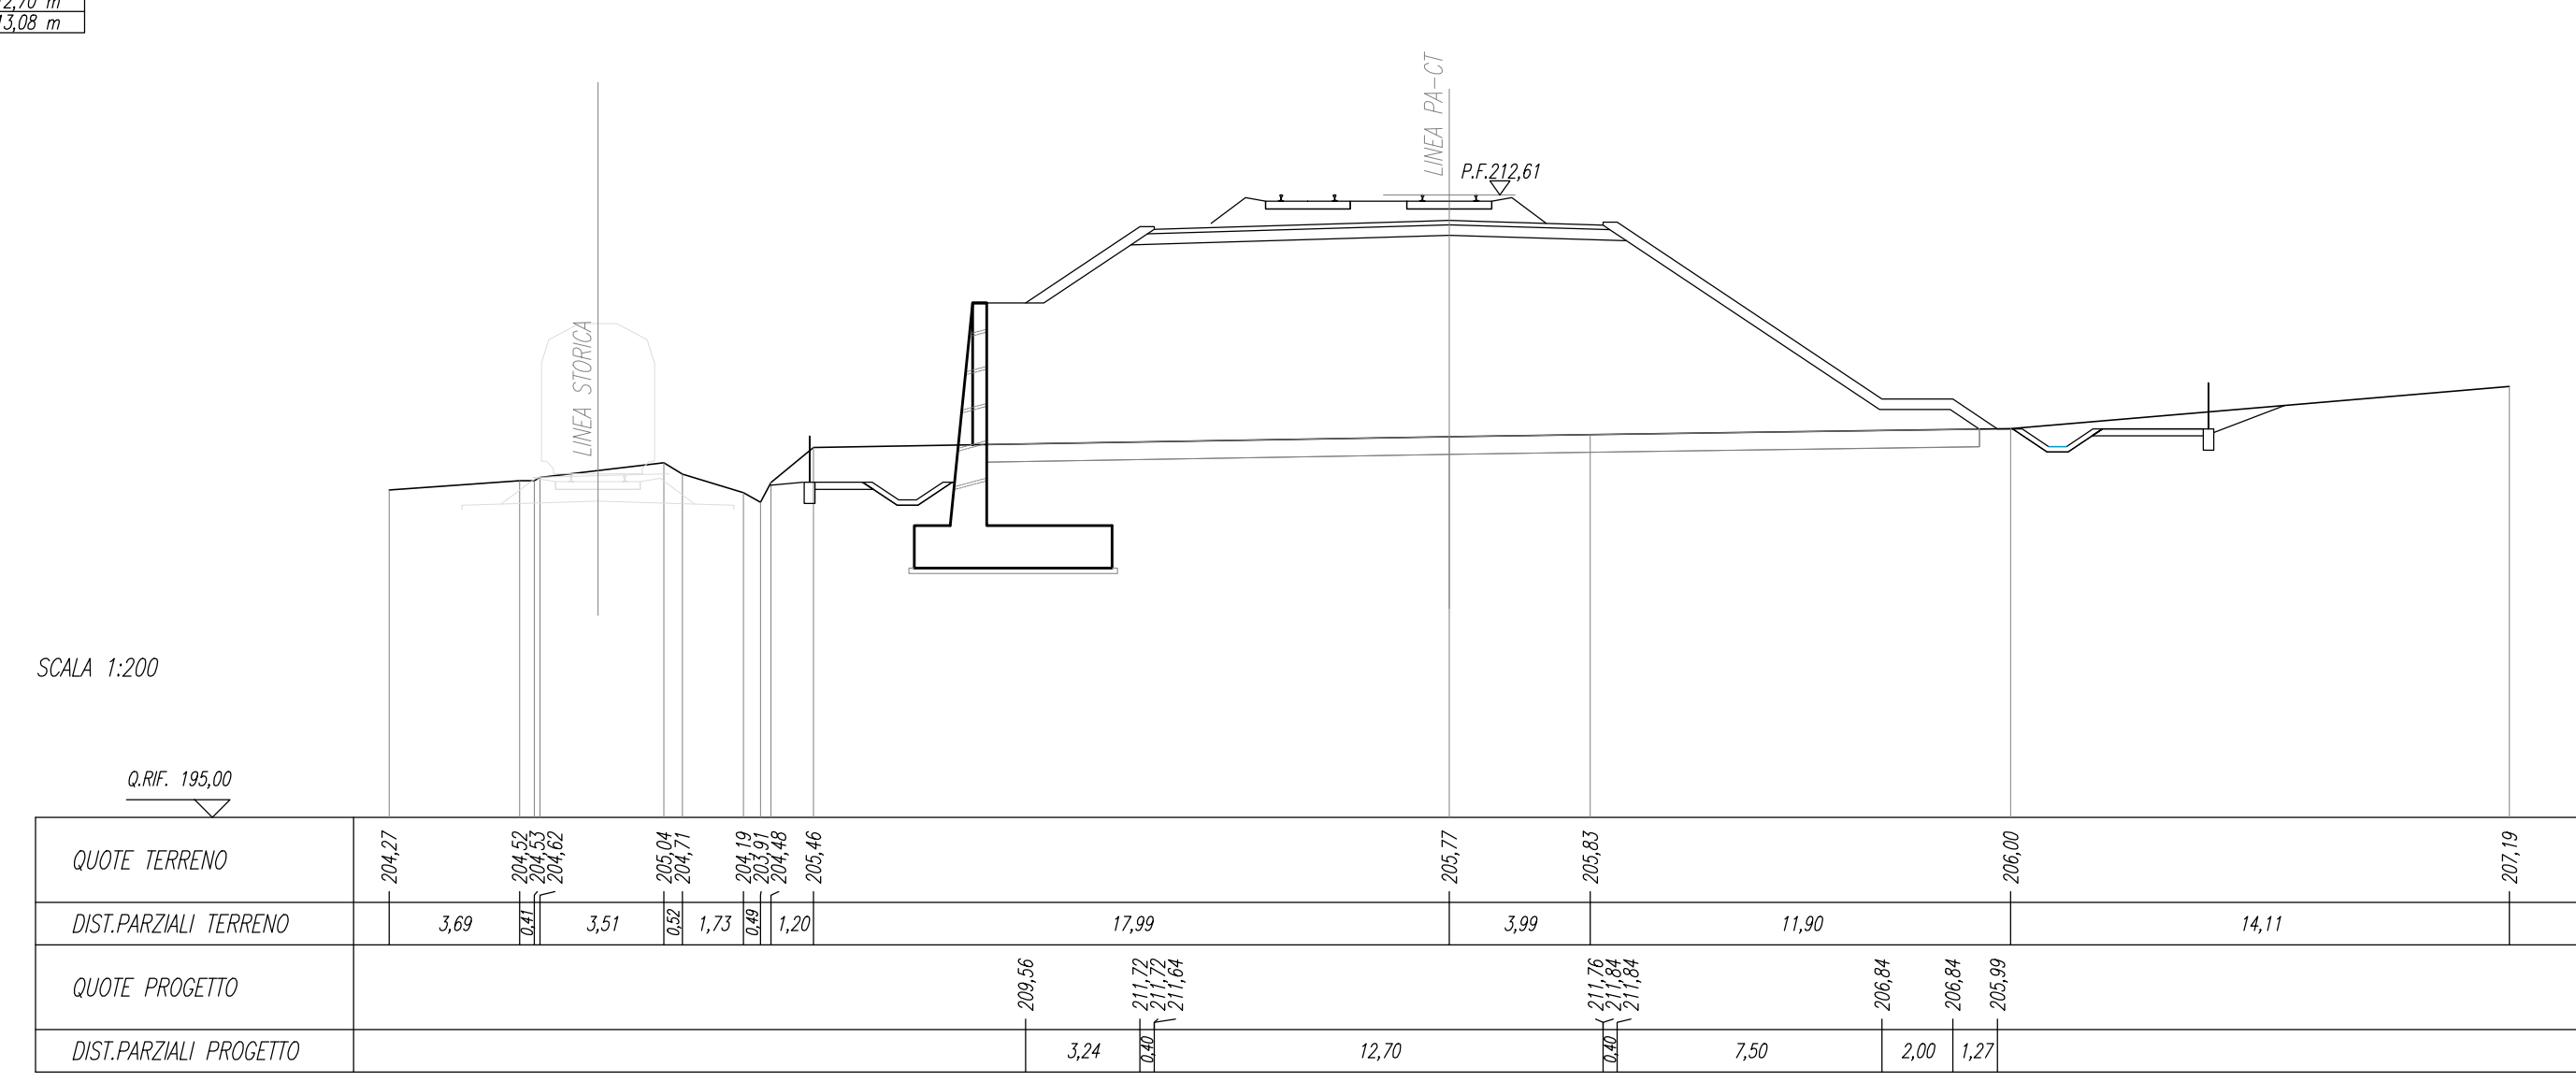 13,08 m
LINEA PA-CT
P.F.212,61
LINEA STORICA
SCALA 1:200
Q.RIF. 195,00
QUOTE TERRENO 204,27 204,52 204,53 204,62 205,04 204,71 204,19 203,91 204,48 205,46 205,77 205,83 206,00 207,19
DIST.PARZIALI TERRENO 3,69 0,41 3,51 0,52 1,73 0,49 1,20 17,99 3,99 11,90 14,11
QUOTE PROGETTO 209,56 211,72 211,72 211,64 211,76 211,84 211,84 206,84 206,84 205,99
DIST.PARZIALI PROGETTO 3,24 0,40 12,70 0,40 7,50 2,00 1,27